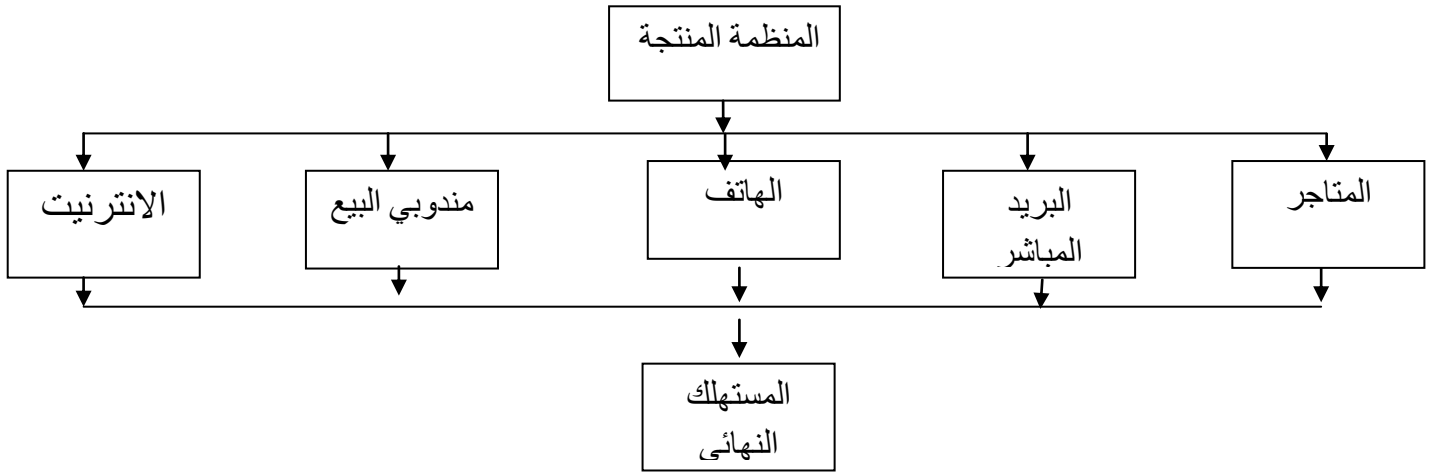 المنظمة المنتجة
المتاجر
البريد
المباشر
الهاتف
مندوبي البيع
الانترنيت
المستهلك
النهائي